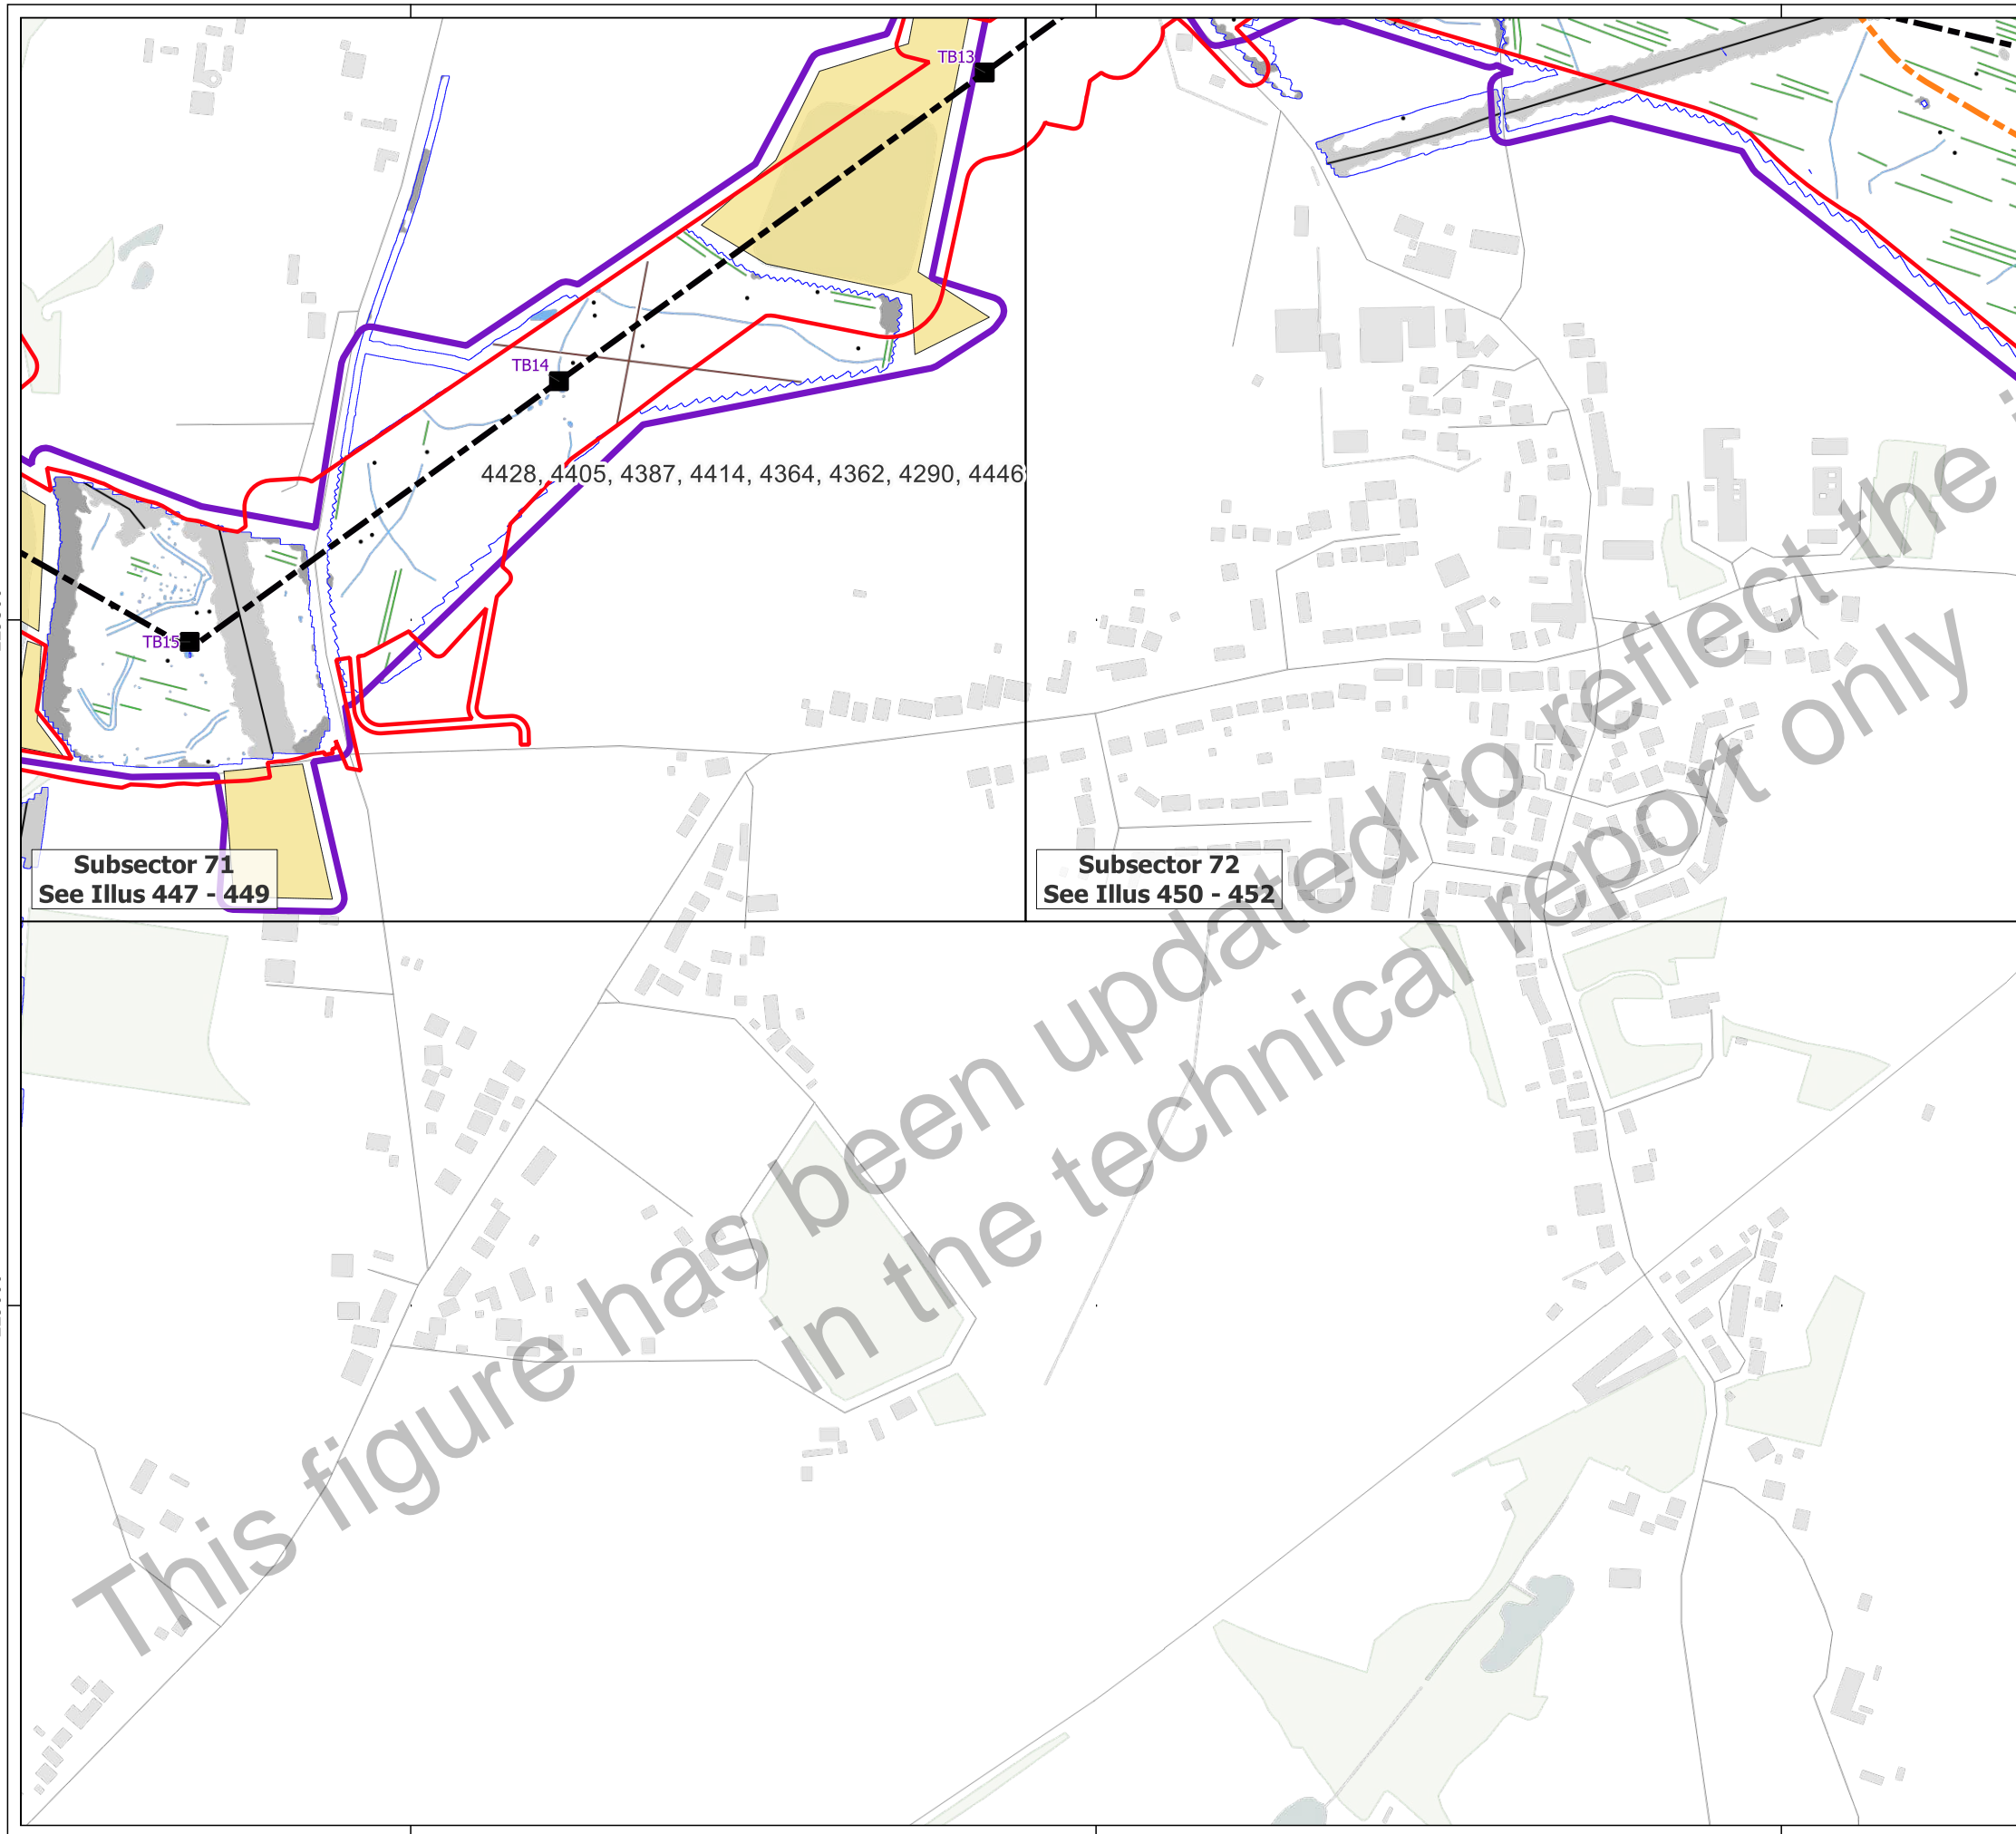 TB13
TB14
4428, 4405, 4387, 4414, 4364, 4362, 4290, 4446
TB15
Subsector 71
See Illus 447 - 449
Subsector 72
See Illus 450 - 452
This figure has been updated to reflect the
in the technical report only